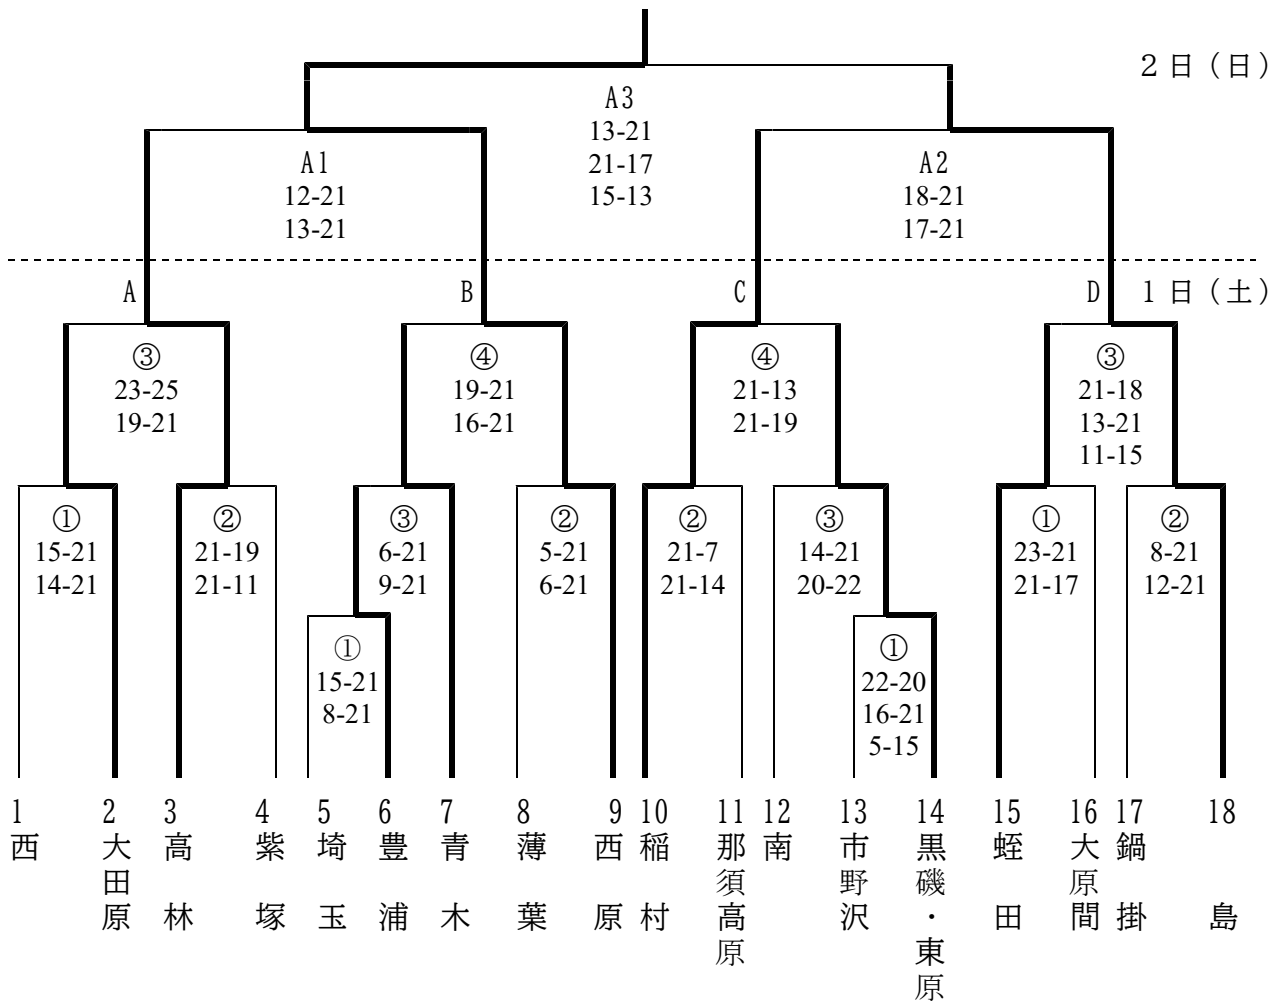 2日(日)
A3
13-21
21-17
15-13
A1
12-21
13-21
A2
18-21
17-21
A
B
C
D
1日(土)
③
23-25
19-21
④
19-21
16-21
④
21-13
21-19
③
21-18
13-21
11-15
①
15-21
14-21
②
21-19
21-11
③
6-21
9-21
②
5-21
6-21
②
21-7
21-14
③
14-21
20-22
①
23-21
21-17
②
8-21
12-21
①
15-21
8-21
①
22-20
16-21
5-15
1
西
2
大田原
3
高林
4
紫塚
5
埼玉
6
豊浦
7
青木
8
薄葉
9
西原
10
稲村
11
那須高原
12
南
13
市野沢
14
黒磯・東原
15
蛭田
16
大原間
17
鍋掛
18
島